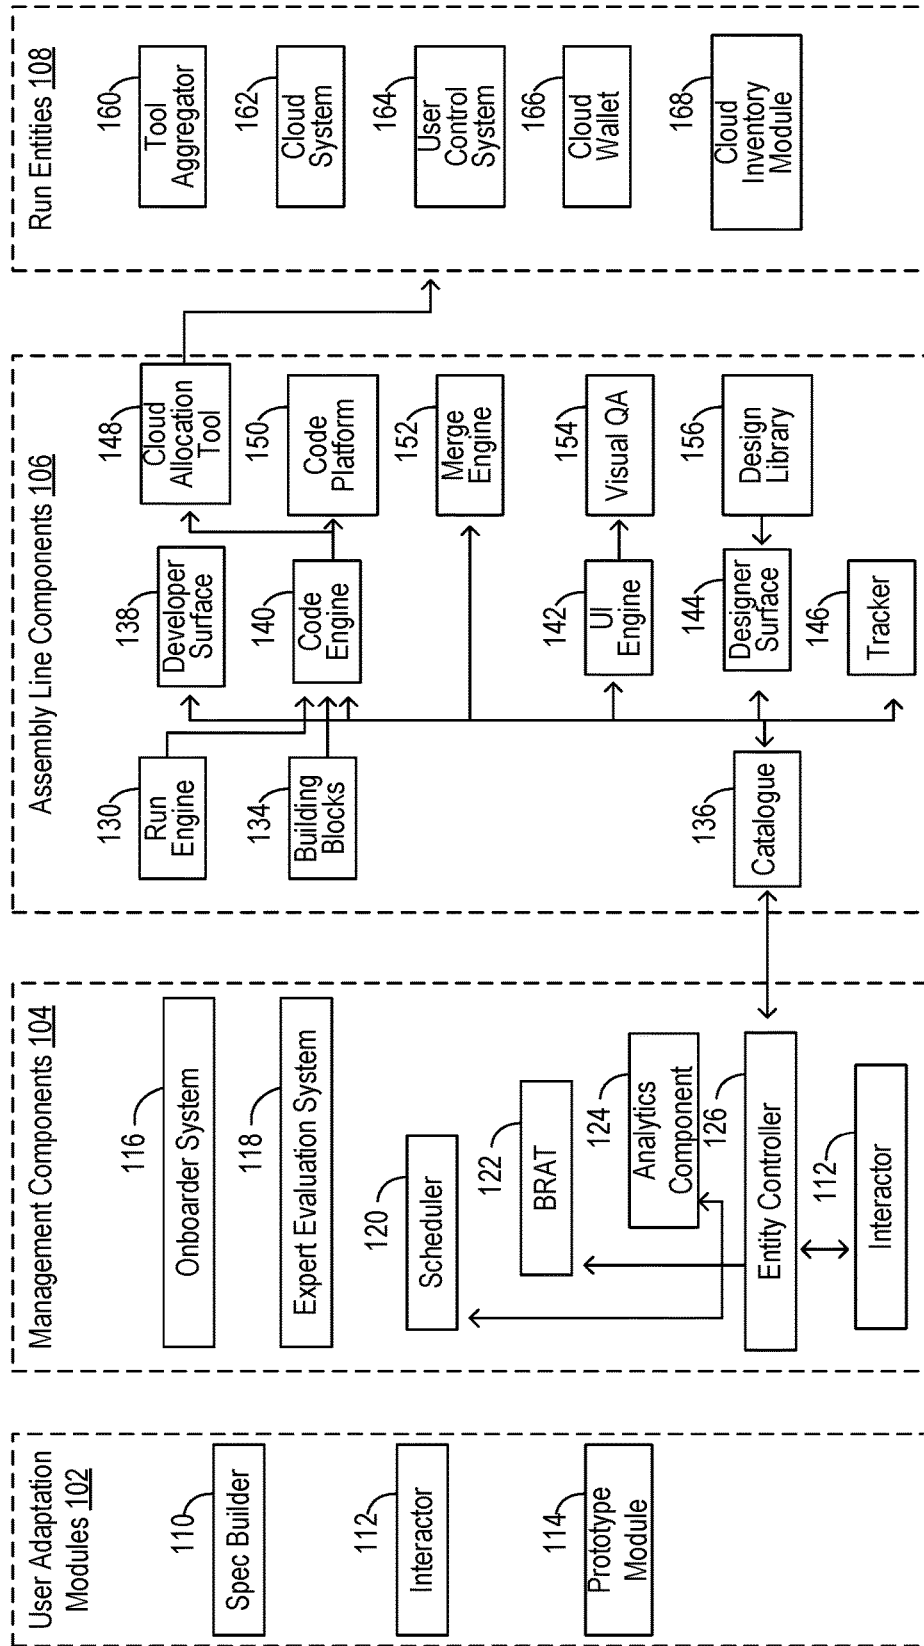 User Adaptation
Modules 102
110
Spec Builder
112
Interactor
114
Prototype
Module
Management Components 104
116
Onboarder System
118
Expert Evaluation System
120
Scheduler
122
BRAT
124
Analytics
Component
126
Entity Controller
112
Interactor
Assembly Line Components 106
130
Run
Engine
134
Building
Blocks
136
Catalogue
138
Developer
Surface
140
Code
Engine
142
UI
Engine
144
Designer
Surface
146
Tracker
148
Cloud
Allocation
Tool
150
Code
Platform
152
Merge
Engine
154
Visual QA
156
Design
Library
Run Entities 108
160
Tool
Aggregator
162
Cloud
System
164
User
Control
System
166
Cloud
Wallet
168
Cloud
Inventory
Module